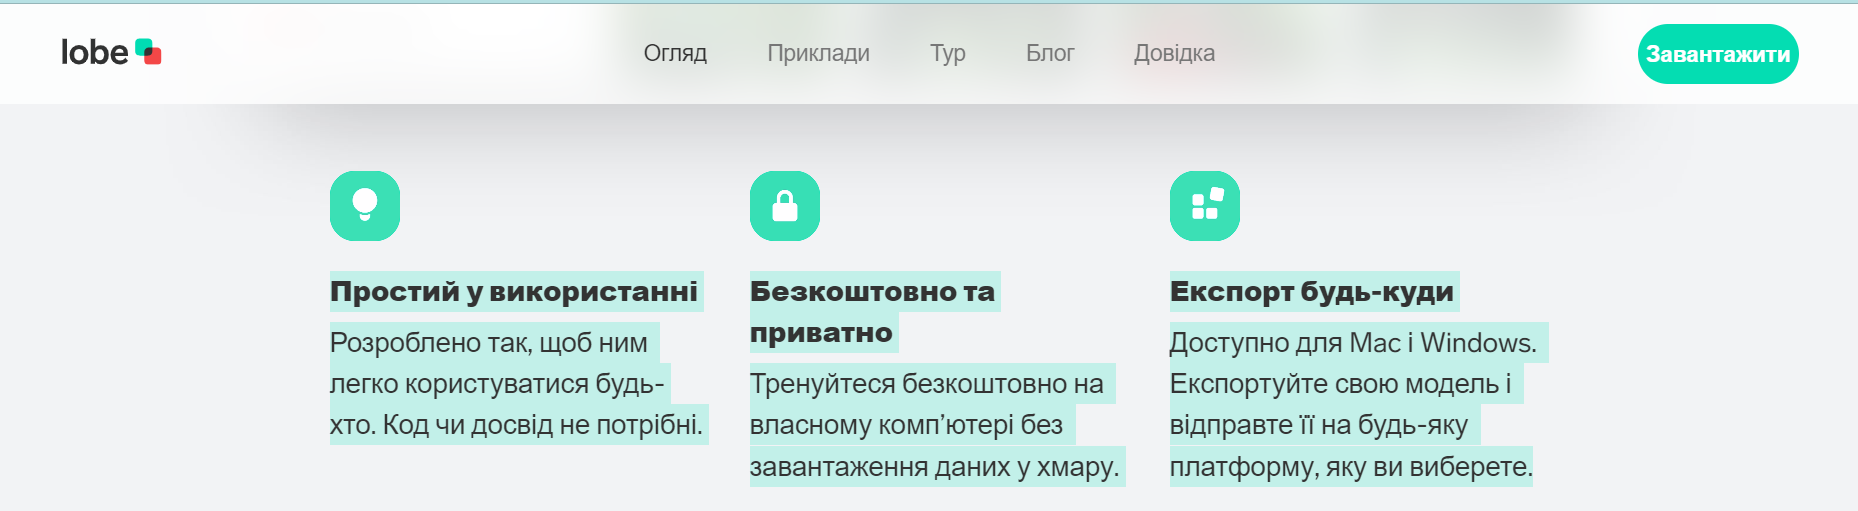 lobe
Огляд Приклади Тур Блог Довідка
Завантажити
Простий у використанні
Розроблено так, щоб ним
легко користуватися будь-
хто. Код чи досвід не потрібні.
Безкоштовно та
приватно
Тренуйтеся безкоштовно на
власному комп’ютері без
завантаження даних у хмару.
Експорт будь-куди
Доступно для Mac і Windows.
Експортуйте свою модель і
відправте її на будь-яку
платформу, яку ви виберете.